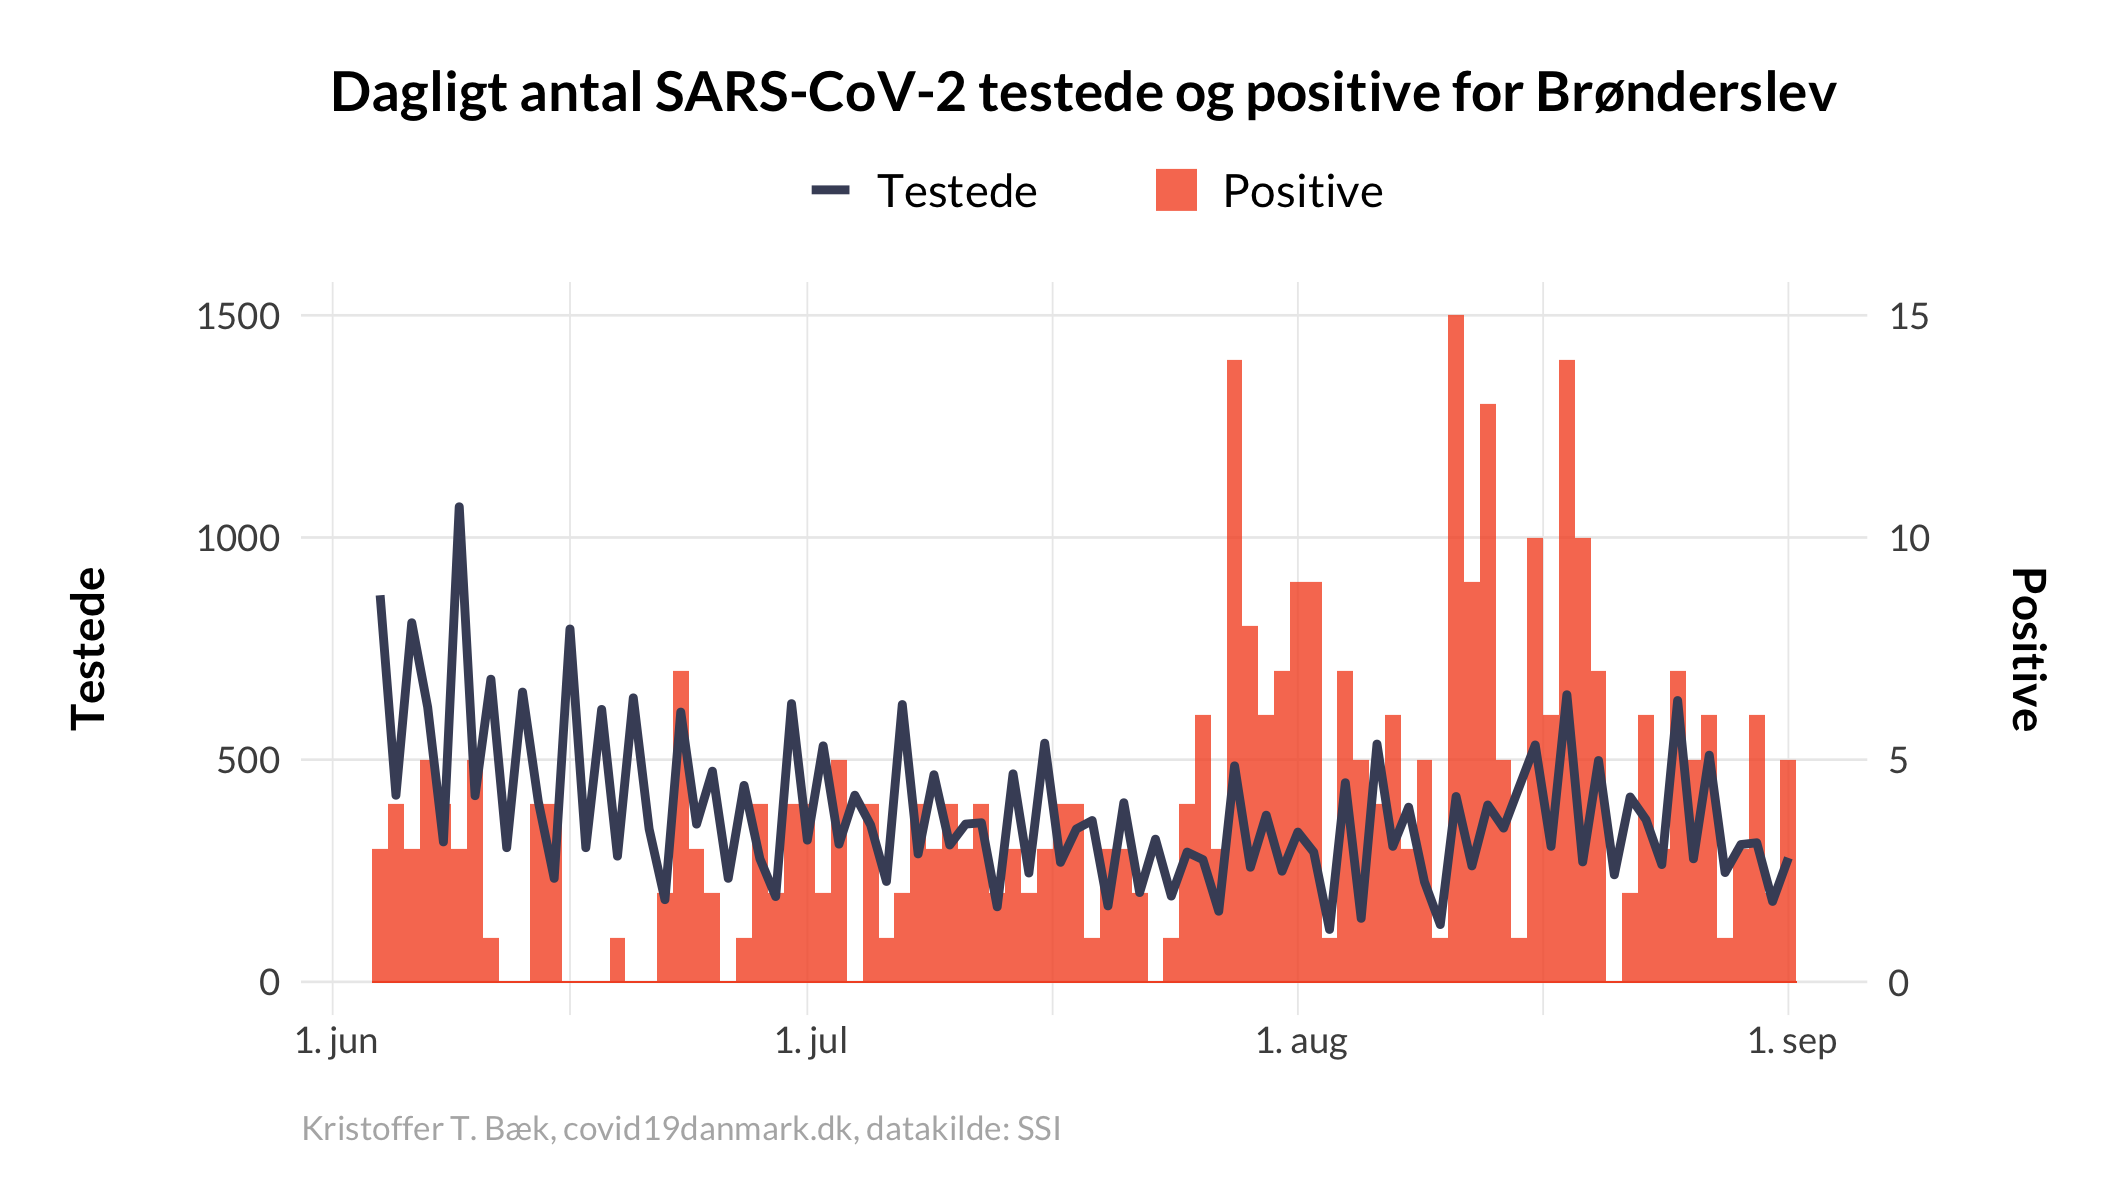 Dagligt antal SARS-CoV-2 testede og positive for Brønderslev
Testede Positive
1500 15
1000 10
Testede Positive
500 5
0 0
1. jun 1. jul 1. aug 1. sep
Kristoffer T. Bæk, covid19danmark.dk, datakilde: SSI